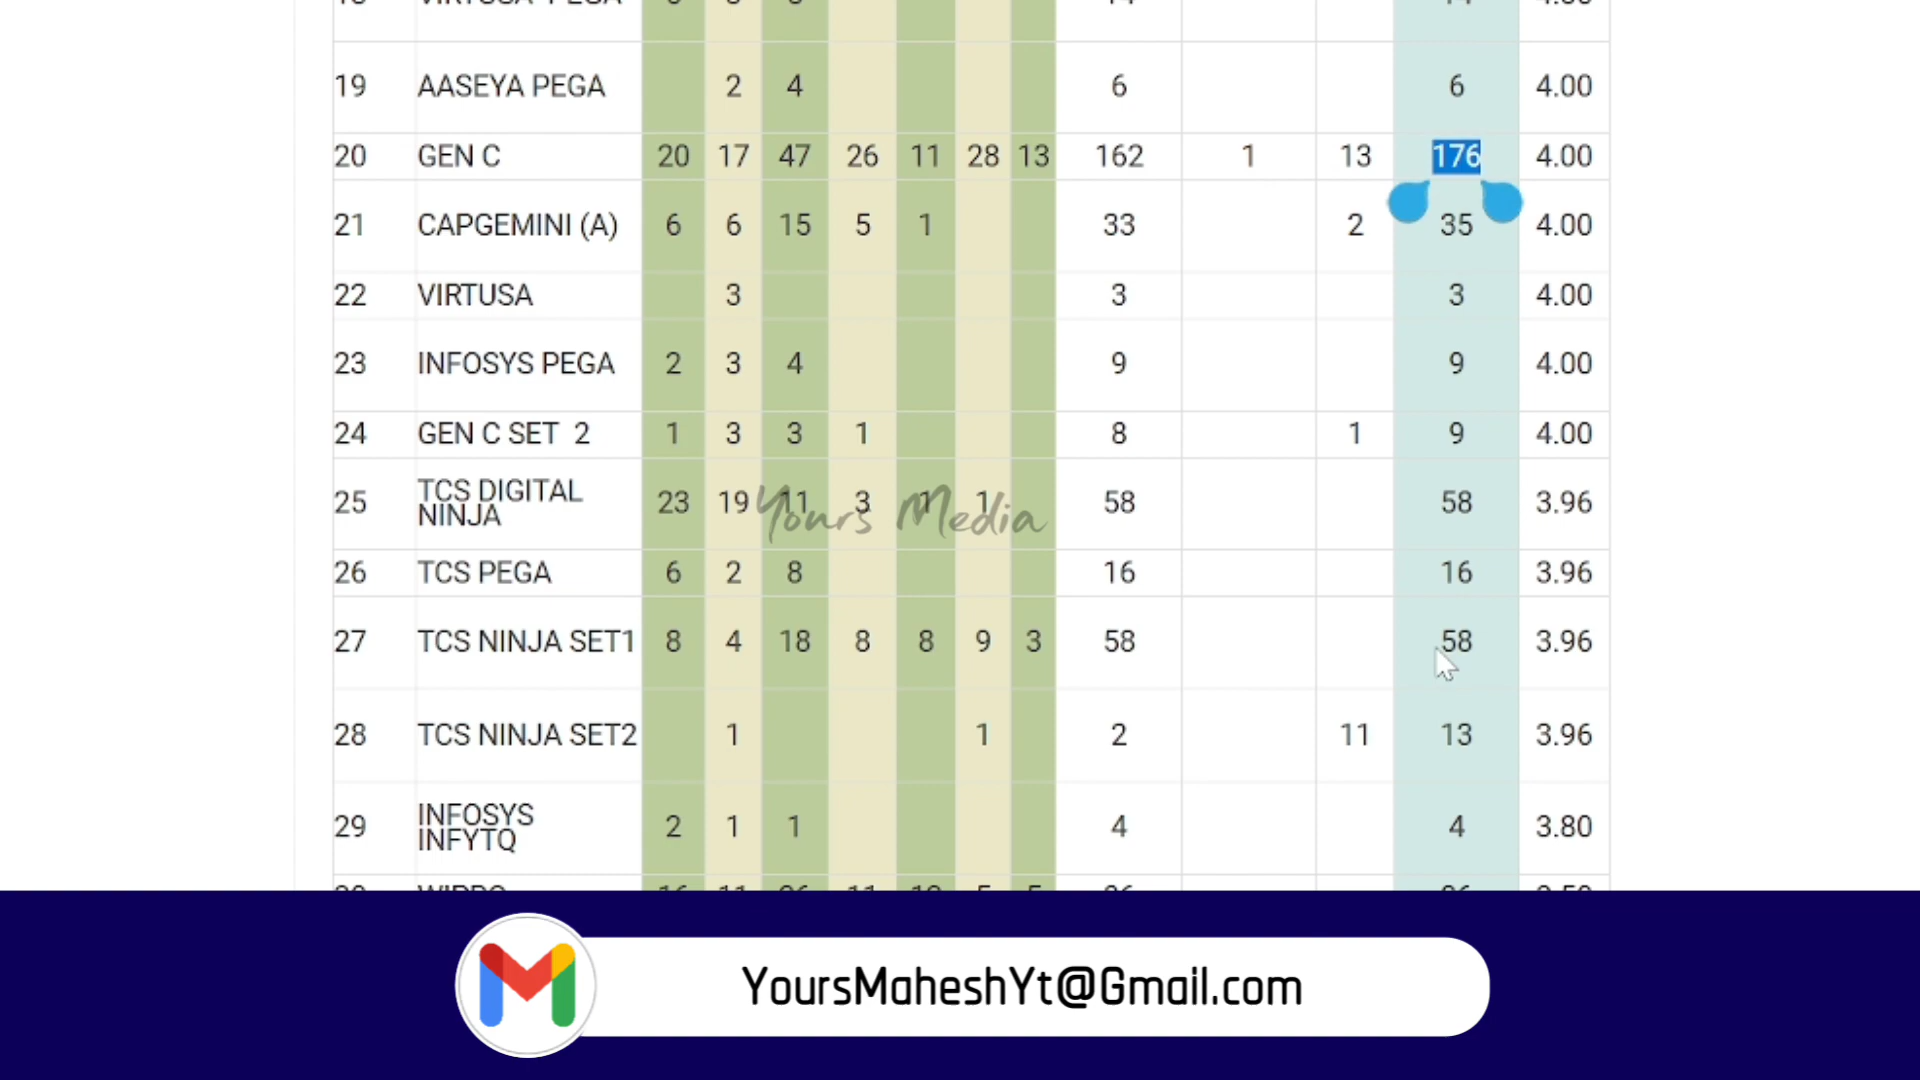 19 AASEYA PEGA 2 4 6 6 4.00
20 GEN C 20 17 47 26 11 28 13 162 1 13 176 4.00
21 CAPGEMINI (A) 6 6 15 5 1 33 2 35 4.00
22 VIRTUSA 3 3 3 4.00
23 INFOSYS PEGA 2 3 4 9 9 4.00
24 GEN C SET 2 1 3 3 1 8 1 9 4.00
25 TCS DIGITAL NINJA 23 19 11 3 1 1 58 58 3.96
Yours Media
26 TCS PEGA 6 2 8 16 16 3.96
27 TCS NINJA SET1 8 4 18 8 8 9 3 58 58 3.96
28 TCS NINJA SET2 1 1 2 11 13 3.96
29 INFOSYS INFYTQ 2 1 1 4 4 3.80
YoursMaheshYt@Gmail.com